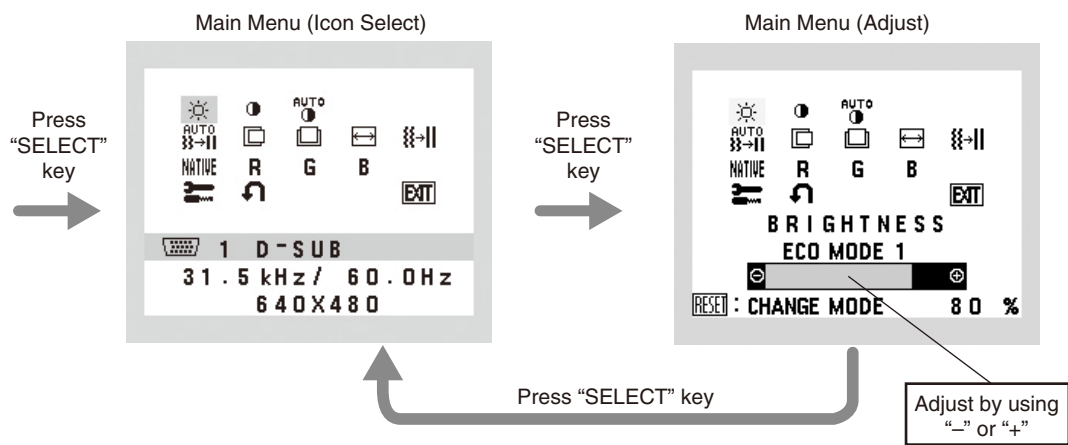 Main Menu (Icon Select)
Main Menu (Adjust)
Press
“SELECT”
key
AUTO
AUTO
NATIVE R G B
EXIT
1 D-SUB
31.5 kHz/ 60.0Hz
640X480
Press
“SELECT”
key
AUTO
AUTO
NATIVE R G B
EXIT
BRIGHTNESS
ECO MODE 1
RESET : CHANGE MODE 80 %
Press “SELECT” key
Adjust by using
“–” or “+”